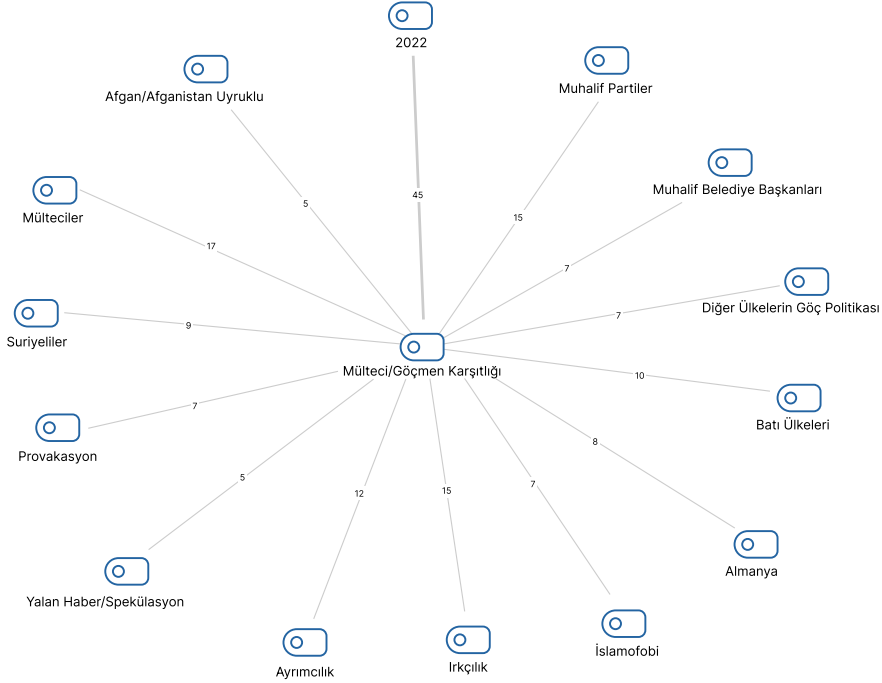 2022
Muhalif Partiler
Afgan/Afganistan Uyruklu
Muhalif Belediye Başkanları
45
5
Mülteciler
15
17
7
Diğer Ülkelerin Göç Politikası
7
9
Suriyeliler
Mülteci/Göçmen Karşıtlığı
10
7
Batı Ülkeleri
8
Provakasyon
5
7
15
12
Almanya
Yalan Haber/Spekülasyon
İslamofobi
Irkçılık
Ayrımcılık